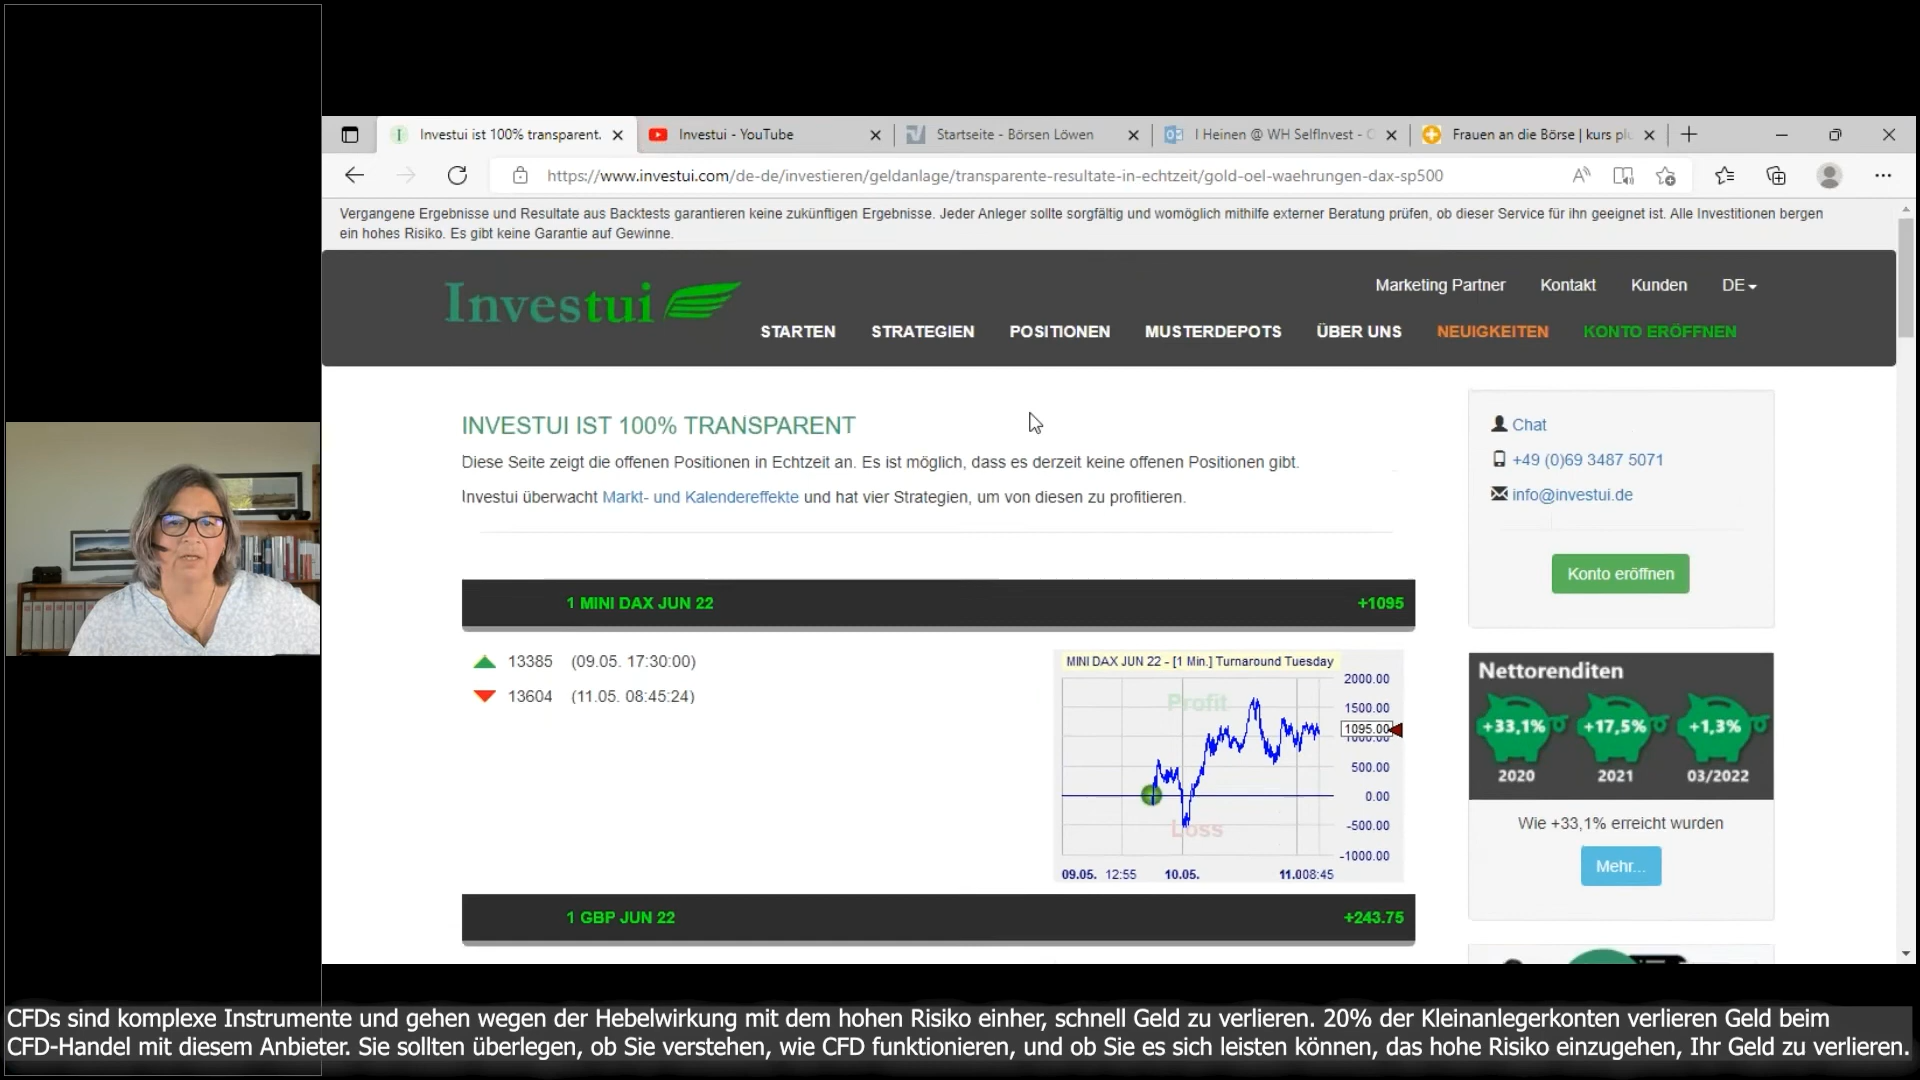 Investui ist 100% transparent.
Investui - YouTube
Startseite - Börsen Löwen
I Heinen @ WH SelfInvest -
Frauen an die Börse | kurs
https://www.investui.com/de-de/investieren/geldanlage/transparente-resultate-in-echtzeit/gold-oel-waehrungen-dax-sp500
Vergangene Ergebnisse und Resultate aus Backtests garantieren keine zukünftigen Ergebnisse. Jeder Anleger sollte sorgfältig und womöglich mithilfe externer Beratung prüfen, ob dieser Service für ihn geeignet ist. Alle Investitionen bergen
ein hohes Risiko. Es gibt keine Garantie auf Gewinne.
Investui
Marketing Partner Kontakt Kunden DE
STARTEN STRATEGIEN POSITIONEN MUSTERDEPOTS ÜBER UNS NEUIGKEITEN KONTO ERÖFFNEN
INVESTUI IST 100% TRANSPARENT
Diese Seite zeigt die offenen Positionen in Echtzeit an. Es ist möglich, dass es derzeit keine offenen Positionen gibt.
Investui überwacht Markt- und Kalendereffekte und hat vier Strategien, um von diesen zu profitieren.
1 MINI DAX JUN 22 +1095
13385 (09.05. 17:30:00)
13604 (11.05. 08:45:24)
MINI DAX JUN 22 - [1 Min.] Turnaround Tuesday
Profit
Loss
2000.00
1500.00
1095.00
500.00
0.00
-500.00
-1000.00
09.05. 12:55 10.05. 11.0 08:45
1 GBP JUN 22 +243.75
Chat
+49 (0)69 3487 5071
info@investui.de
Konto eröffnen
Nettorenditen
+33,1% +17,5% +1,3%
2020 2021 03/2022
Wie +33,1% erreicht wurden
Mehr...
CFDs sind komplexe Instrumente und gehen wegen der Hebelwirkung mit dem hohen Risiko einher, schnell Geld zu verlieren. 20% der Kleinanlegerkonten verlieren Geld beim
CFD-Handel mit diesem Anbieter. Sie sollten überlegen, ob Sie verstehen, wie CFD funktionieren, und ob Sie es sich leisten können, das hohe Risiko einzugehen, Ihr Geld zu verlieren.